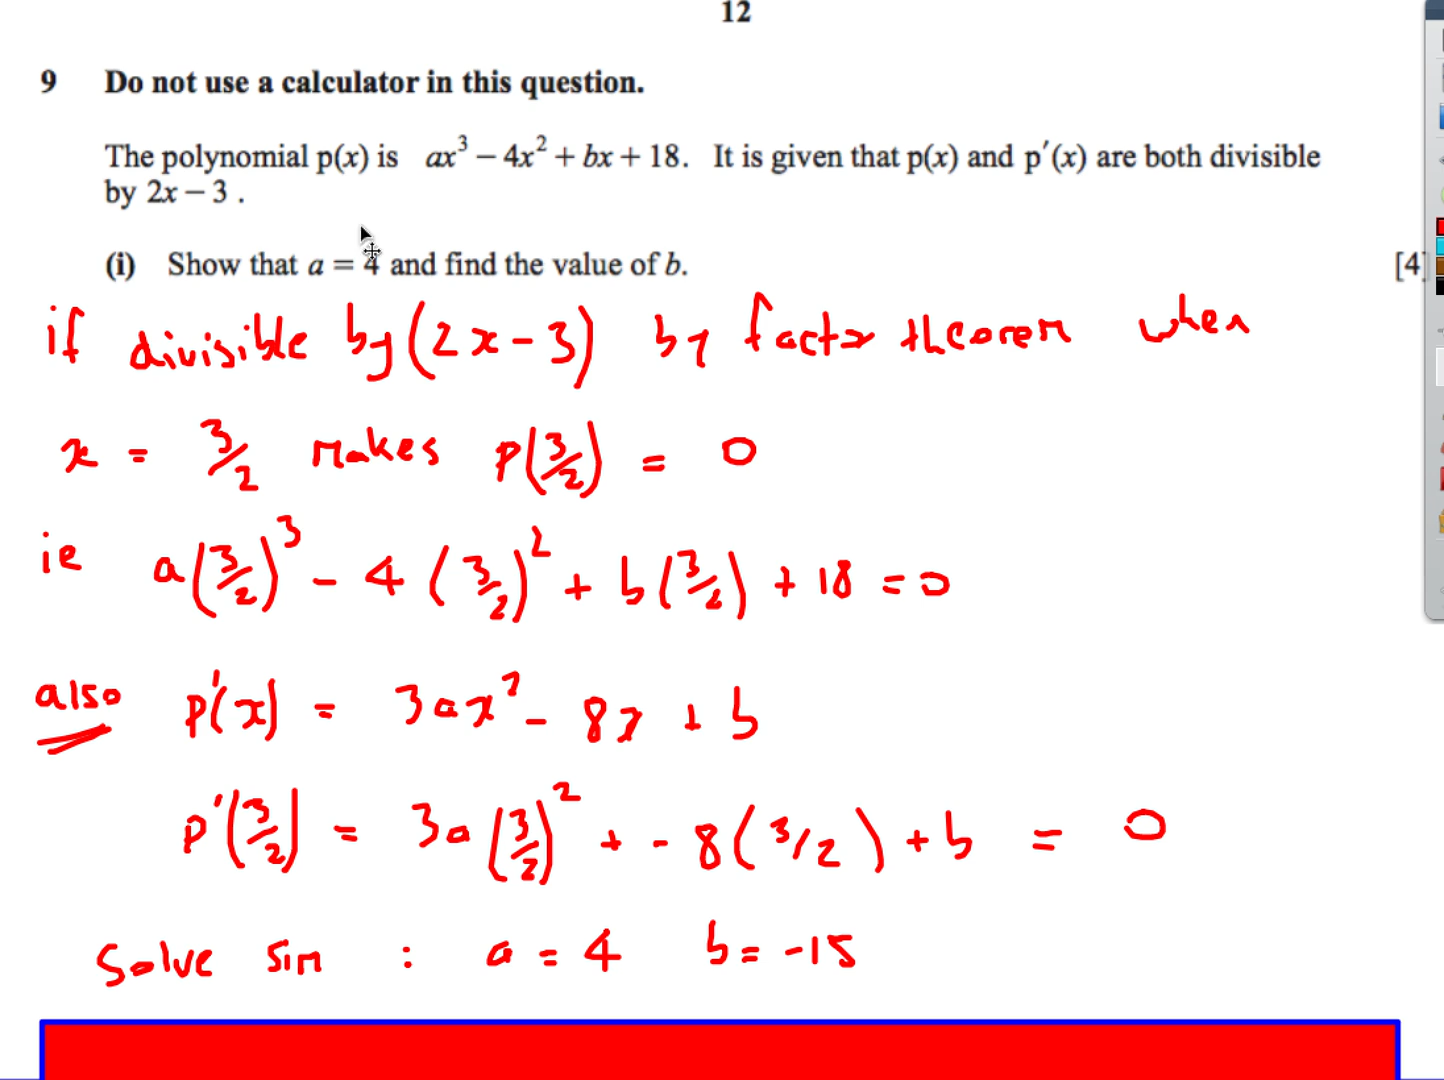 12
9 Do not use a calculator in this question.
The polynomial p(x) is ax³ − 4x² + bx + 18. It is given that p(x) and p′(x) are both divisible
by 2x − 3 .
(i) Show that a = 4 and find the value of b. [4]
if divisible by (2x - 3) by factor theorem when
x = 3/2 makes p(3/2) = 0
ie a(3/2)³ - 4(3/2)² + b(3/2) + 18 = 0
also p'(x) = 3ax² - 8x + b
p'(3/2) = 3a(3/2)² + - 8(3/2) + b = 0
Solve sim : a = 4 b = -15